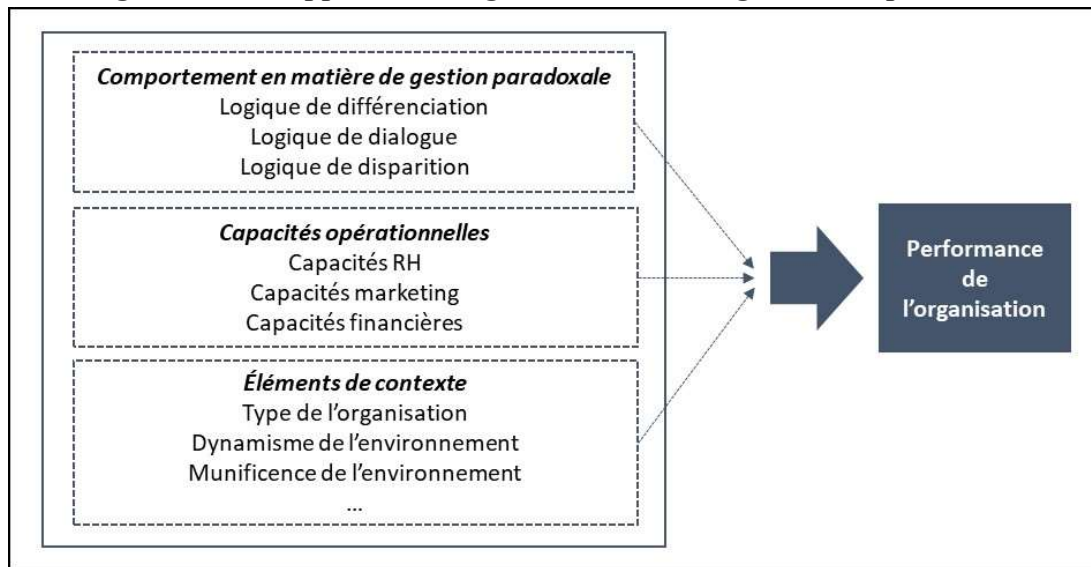 Comportement en matière de gestion paradoxale
Logique de différenciation
Logique de dialogue
Logique de disparition
Capacités opérationnelles
Capacités RH
Capacités marketing
Capacités financières
Éléments de contexte
Type de l'organisation
Dynamisme de l'environnement
Munificence de l'environnement
...
Performance
de
l'organisation